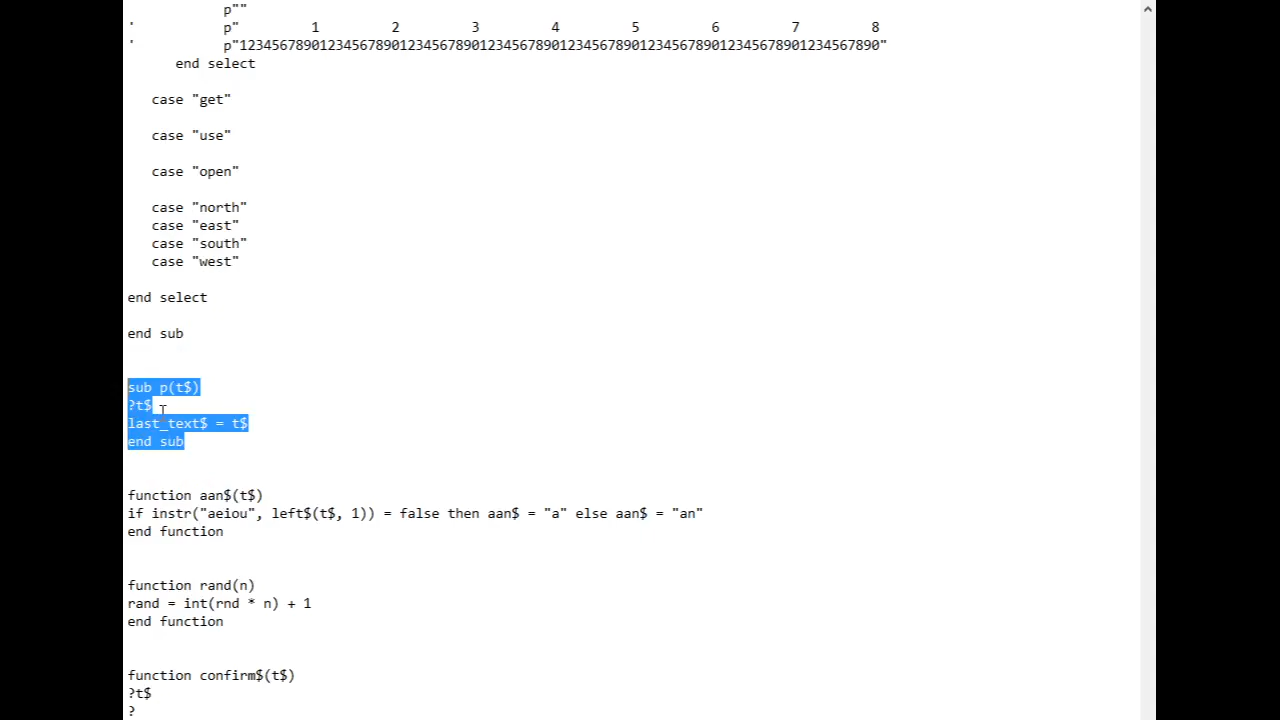 p""
' p" 1 2 3 4 5 6 7 8
' p"12345678901234567890123456789012345678901234567890123456789012345678901234567890"
end select
case "get"
case "use"
case "open"
case "north"
case "east"
case "south"
case "west"
end select
end sub
sub p(t$)
?t$
last_text$ = t$
end sub
function aan$(t$)
if instr("aeiou", left$(t$, 1)) = false then aan$ = "a" else aan$ = "an"
end function
function rand(n)
rand = int(rnd * n) + 1
end function
function confirm$(t$)
?t$
?